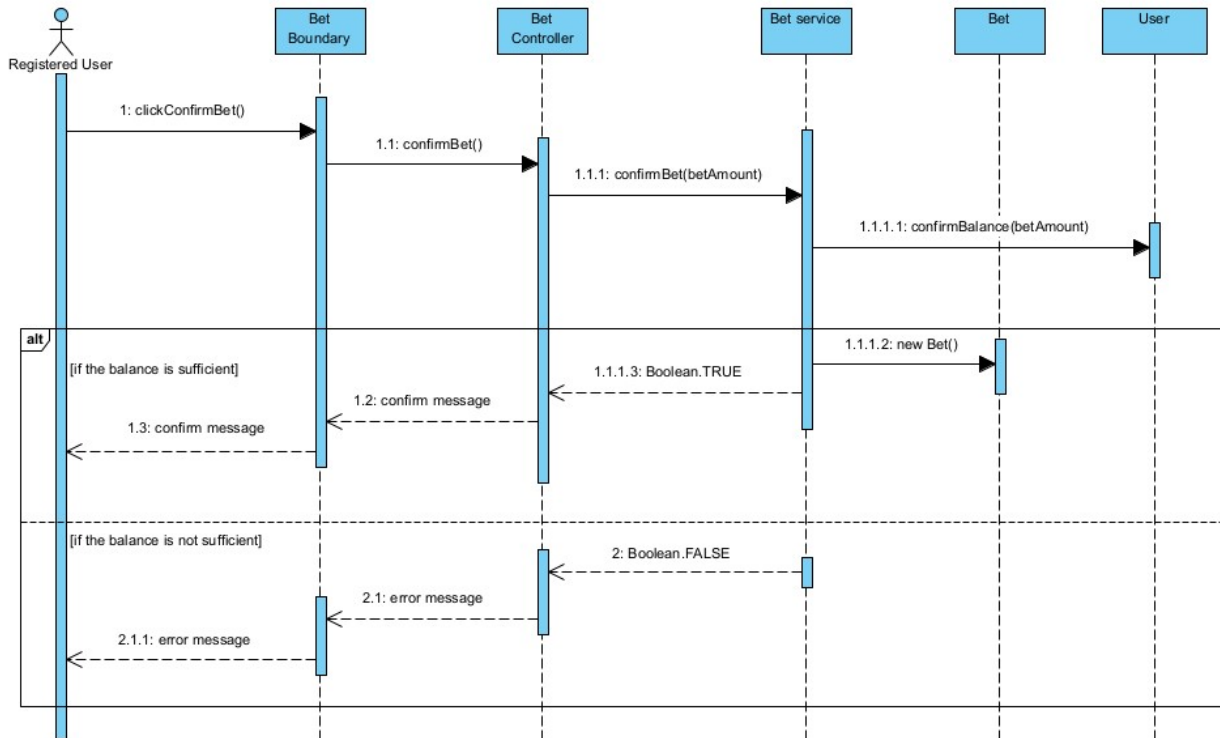 Registered User
Bet
Boundary
Bet
Controller
Bet service
Bet
User
1: clickConfirmBet()
1.1: confirmBet()
1.1.1: confirmBet(betAmount)
1.1.1.1: confirmBalance(betAmount)
alt
[if the balance is sufficient]
1.1.1.2: new Bet()
1.1.1.3: Boolean.TRUE
1.2: confirm message
1.3: confirm message
[if the balance is not sufficient]
2: Boolean.FALSE
2.1: error message
2.1.1: error message